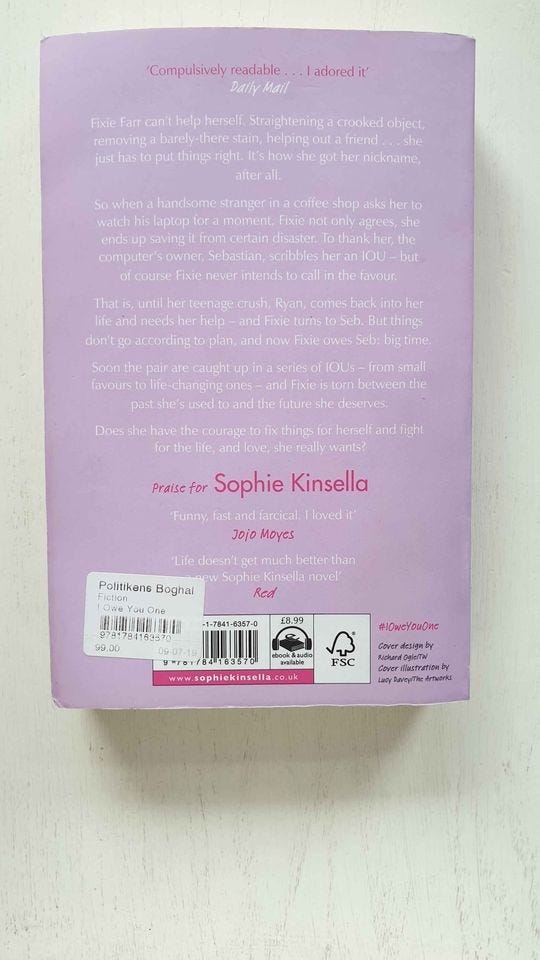 'Compulsively readable . . . I adored it'
Daily Mail
Fixie Farr can't help herself. Straightening a crooked object,
removing a barely-there stain, helping out a friend . . . she
just has to put things right. It's how she got her nickname,
after all.
So when a handsome stranger in a coffee shop asks her to
watch his laptop for a moment, Fixie not only agrees, she
ends up saving it from certain disaster. To thank her, the
computer's owner, Sebastian, scribbles her an IOU – but
of course Fixie never intends to call in the favour.
That is, until her teenage crush, Ryan, comes back into her
life and needs her help – and Fixie turns to Seb. But things
don't go according to plan, and now Fixie owes Seb: big time.
Soon the pair are caught up in a series of IOUs – from small
favours to life-changing ones – and Fixie is torn between the
past she's used to and the future she deserves.
Does she have the courage to fix things for herself and fight
for the life, and love, she really wants?
Praise for Sophie Kinsella
'Funny, fast and farcical. I loved it'
Jojo Moyes
'Life doesn't get much better than
new Sophie Kinsella novel'
Red
Politikens Boghal
Fiction
I Owe You One
9781784163570
99,00 09-07-19
-1-7841-6357-0
9 781784 163570
£8.99
ebook & audio
available
FSC
www.sophiekinsella.co.uk
#IOweYouOne
Cover design by
Richard Ogle/TW
Cover illustration by
Lucy Davey/The Artworks